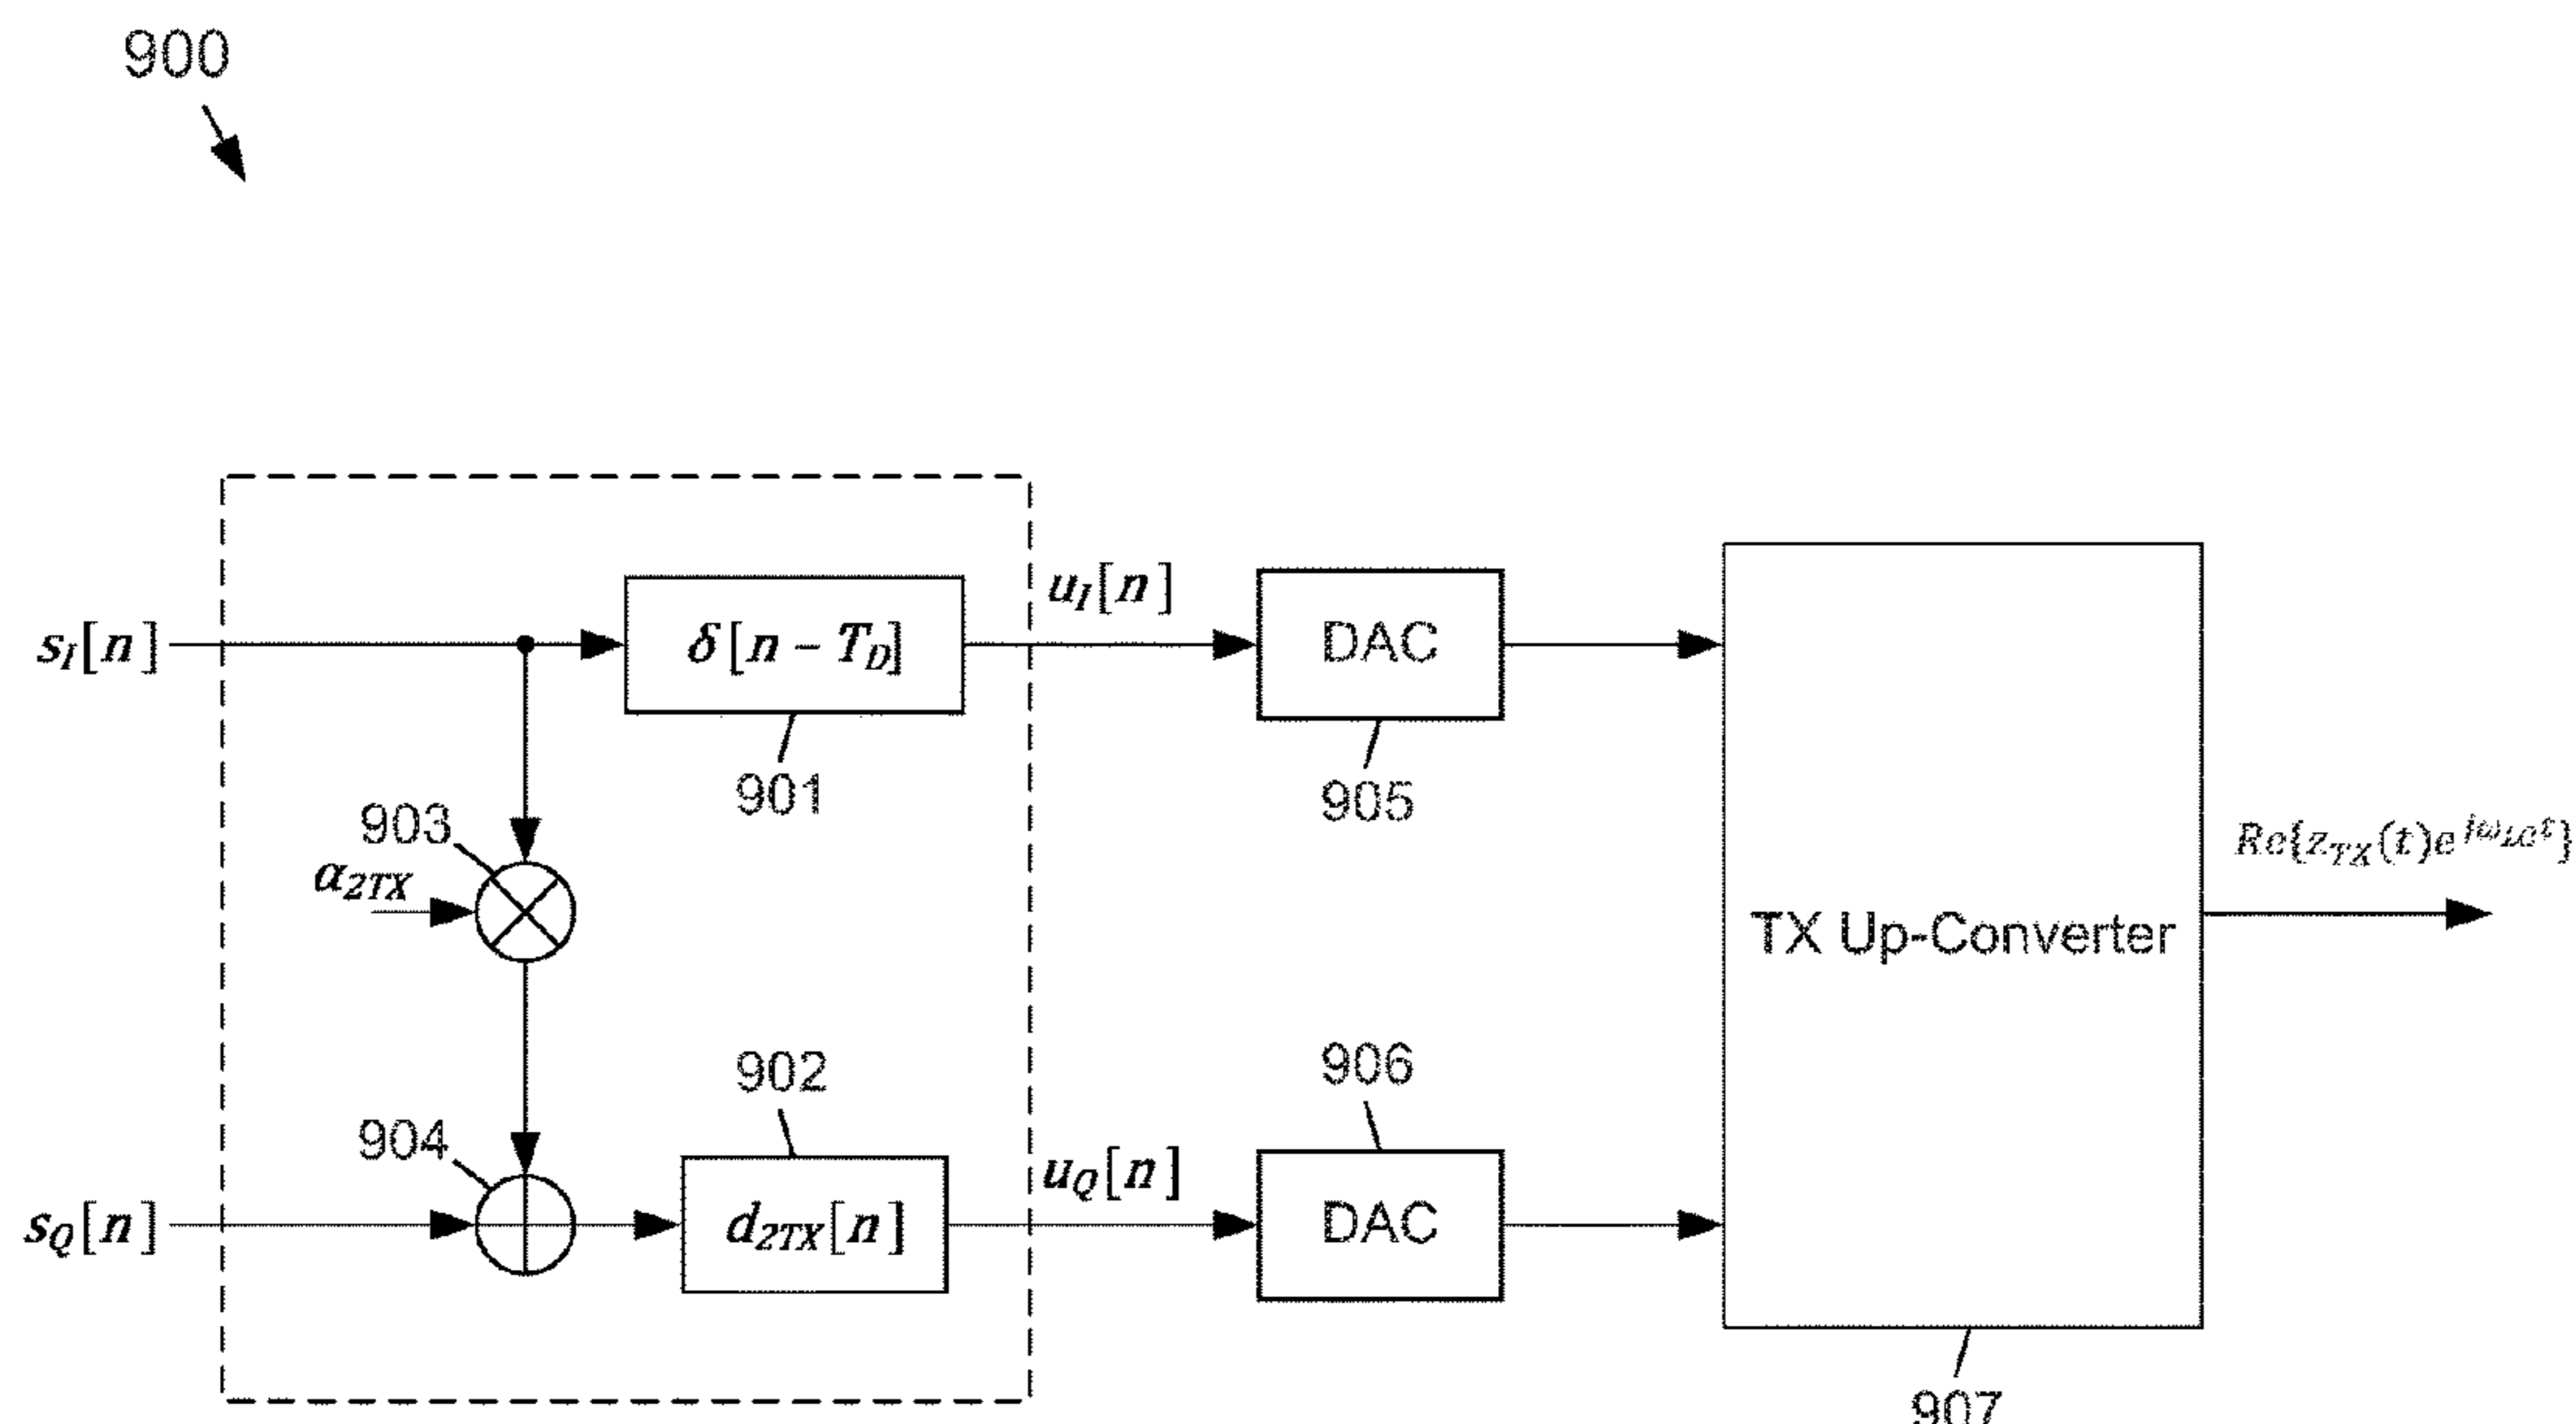 900
s_I[n]
δ[n – T_D]
901
u_I[n]
DAC
905
903
α_2TX
904
s_Q[n]
902
d_2TX[n]
u_Q[n]
906
DAC
TX Up-Converter
907
Re{z_TX(t)e^{jω_LO t}}